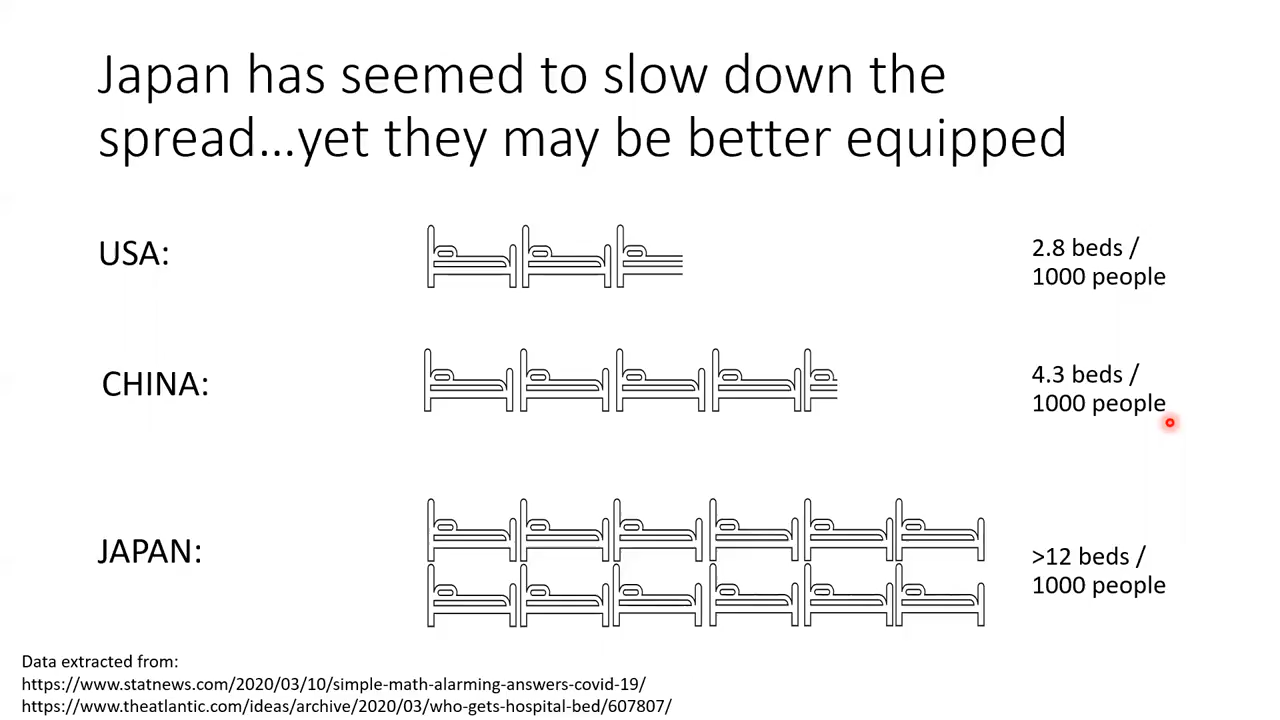 Japan has seemed to slow down the
spread...yet they may be better equipped
USA:
2.8 beds /
1000 people
CHINA:
4.3 beds /
1000 people
JAPAN:
>12 beds /
1000 people
Data extracted from:
https://www.statnews.com/2020/03/10/simple-math-alarming-answers-covid-19/
https://www.theatlantic.com/ideas/archive/2020/03/who-gets-hospital-bed/607807/